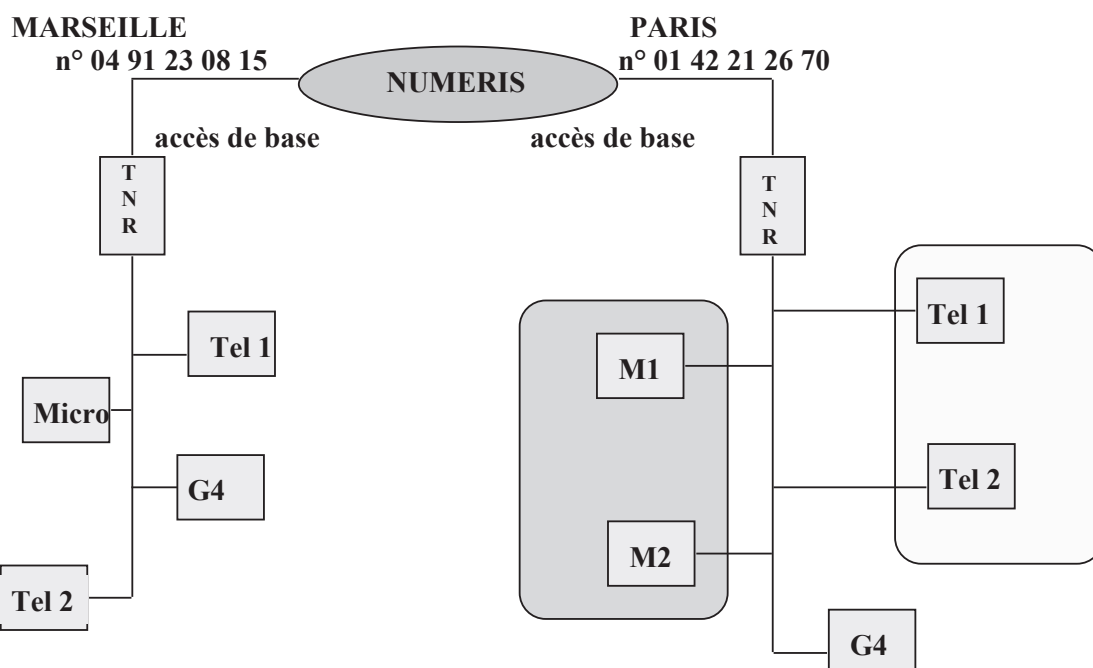 MARSEILLE
n° 04 91 23 08 15
PARIS
n° 01 42 21 26 70
NUMERIS
accès de base
accès de base
T
N
R
T
N
R
Tel 1
Micro
G4
Tel 2
M1
M2
Tel 1
Tel 2
G4